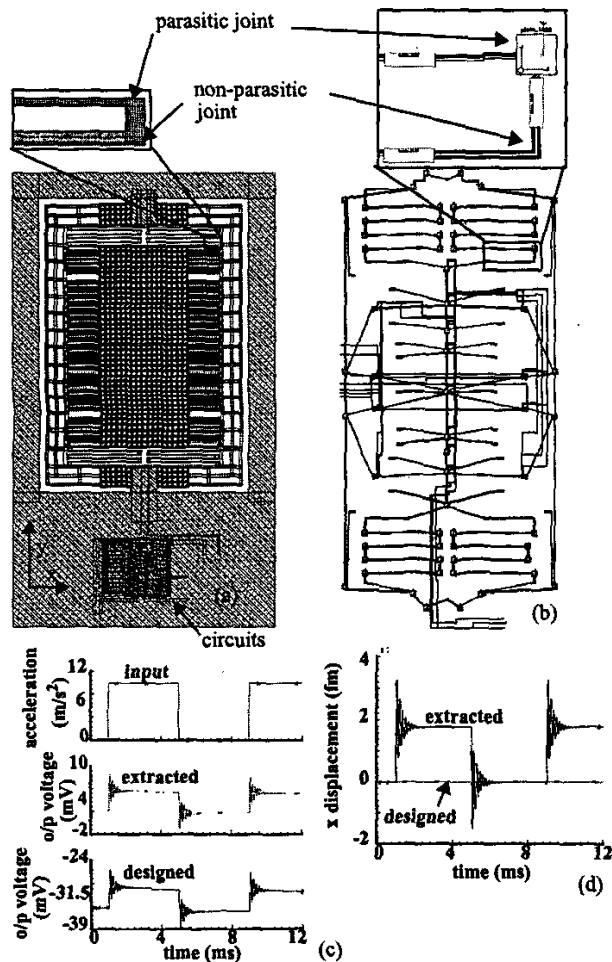 parasitic joint
non-parasitic
joint
y
x
(a)
circuits
(b)
acceleration
(m/s²)
12
6
0
input
o/p voltage
(mV)
10
4
-2
extracted
o/p voltage
(mV)
-24
-31.5
-39
designed
0 4 8 12
time (ms)
(c)
x displacement (fm)
4
2
0
-2
extracted
designed
0 4 8 12
time (ms)
(d)